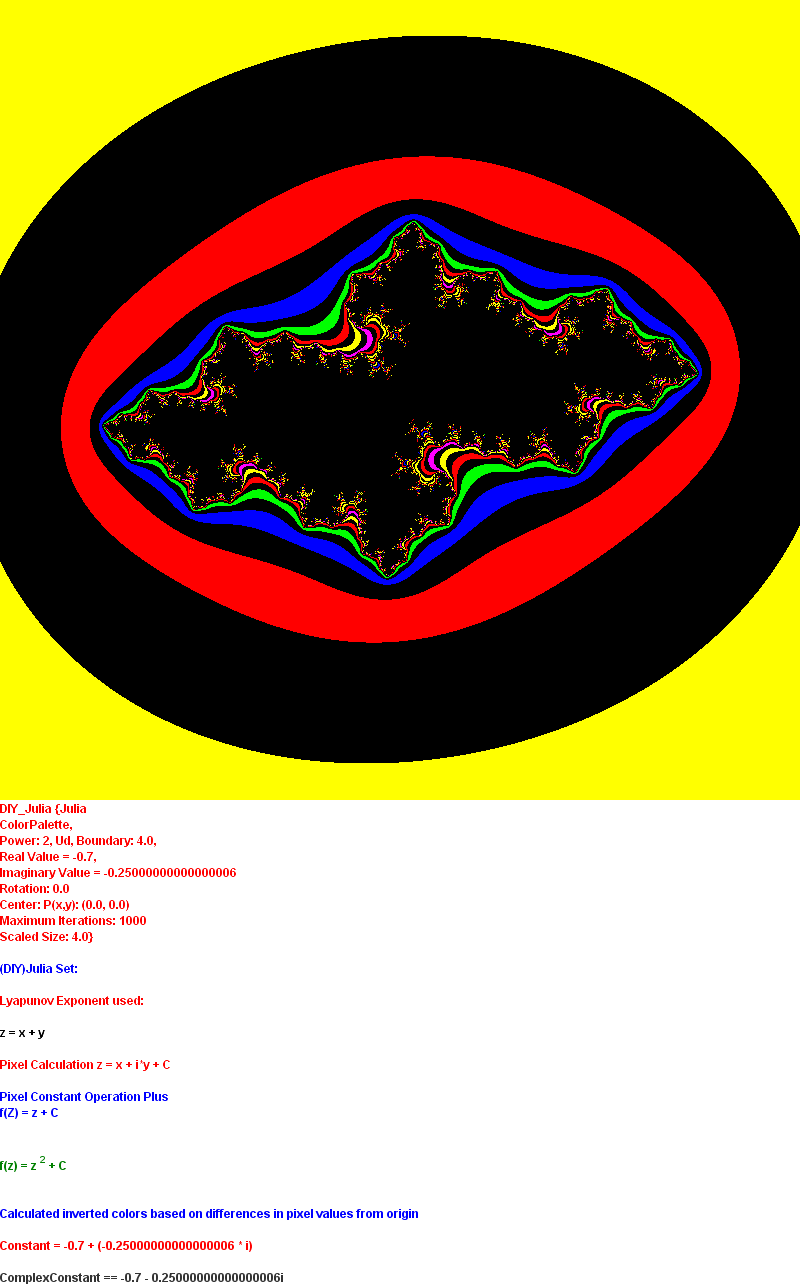 DIY_Julia {Julia
ColorPalette,
Power: 2, Ud, Boundary: 4.0,
Real Value = -0.7,
Imaginary Value = -0.25000000000000006
Rotation: 0.0
Center: P(x,y): (0.0, 0.0)
Maximum Iterations: 1000
Scaled Size: 4.0}
(DIY)Julia Set:
Lyapunov Exponent used:
z = x + y
Pixel Calculation z = x + i*y + C
Pixel Constant Operation Plus
f(Z) = z + C
f(z) = z 2 + C
Calculated inverted colors based on differences in pixel values from origin
Constant = -0.7 + (-0.25000000000000006 * i)
ComplexConstant == -0.7 - 0.25000000000000006i